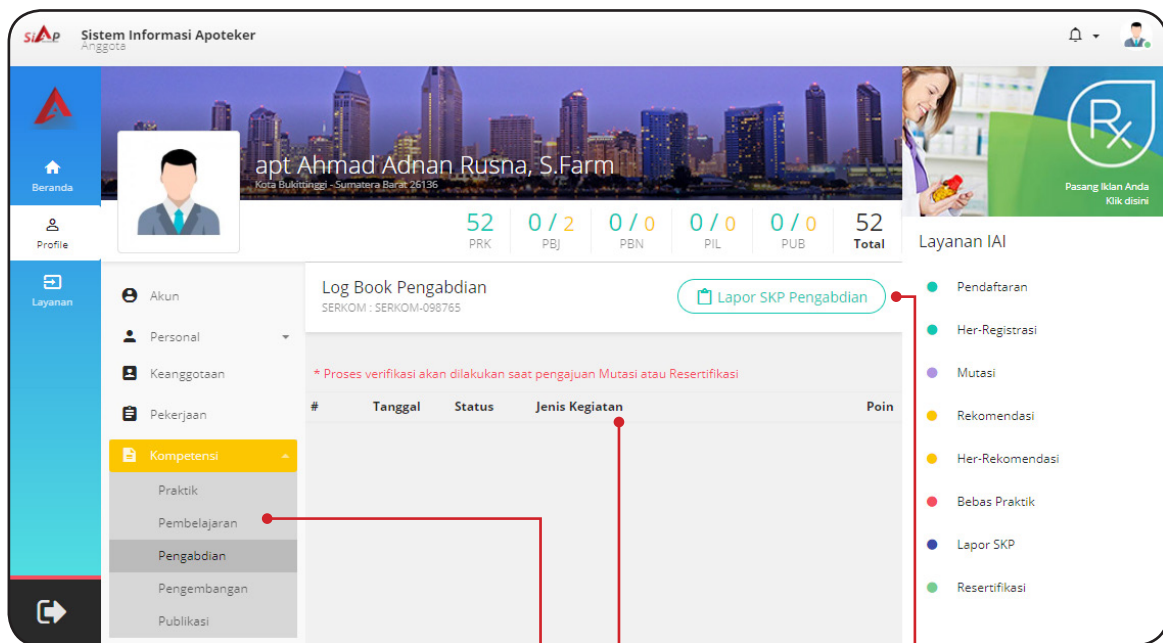 SIAP
Sistem Informasi Apoteker
Anggota
Beranda
Profile
Layanan
apt Ahmad Adnan Rusna, S.Farm
Kota Bukittinggi - Sumatera Barat 26136
52 PRK
0 / 2 PBJ
0 / 0 PBN
0 / 0 PIL
0 / 0 PUB
52 Total
Rx
Pasang Iklan Anda
Klik disini
Akun
Personal
Keanggotaan
Pekerjaan
Kompetensi
Praktik
Pembelajaran
Pengabdian
Pengembangan
Publikasi
Log Book Pengabdian
SERKOM : SERKOM-098765
Lapor SKP Pengabdian
* Proses verifikasi akan dilakukan saat pengajuan Mutasi atau Resertifikasi
# Tanggal Status Jenis Kegiatan Poin
Layanan IAI
Pendaftaran
Her-Registrasi
Mutasi
Rekomendasi
Her-Rekomendasi
Bebas Praktik
Lapor SKP
Resertifikasi